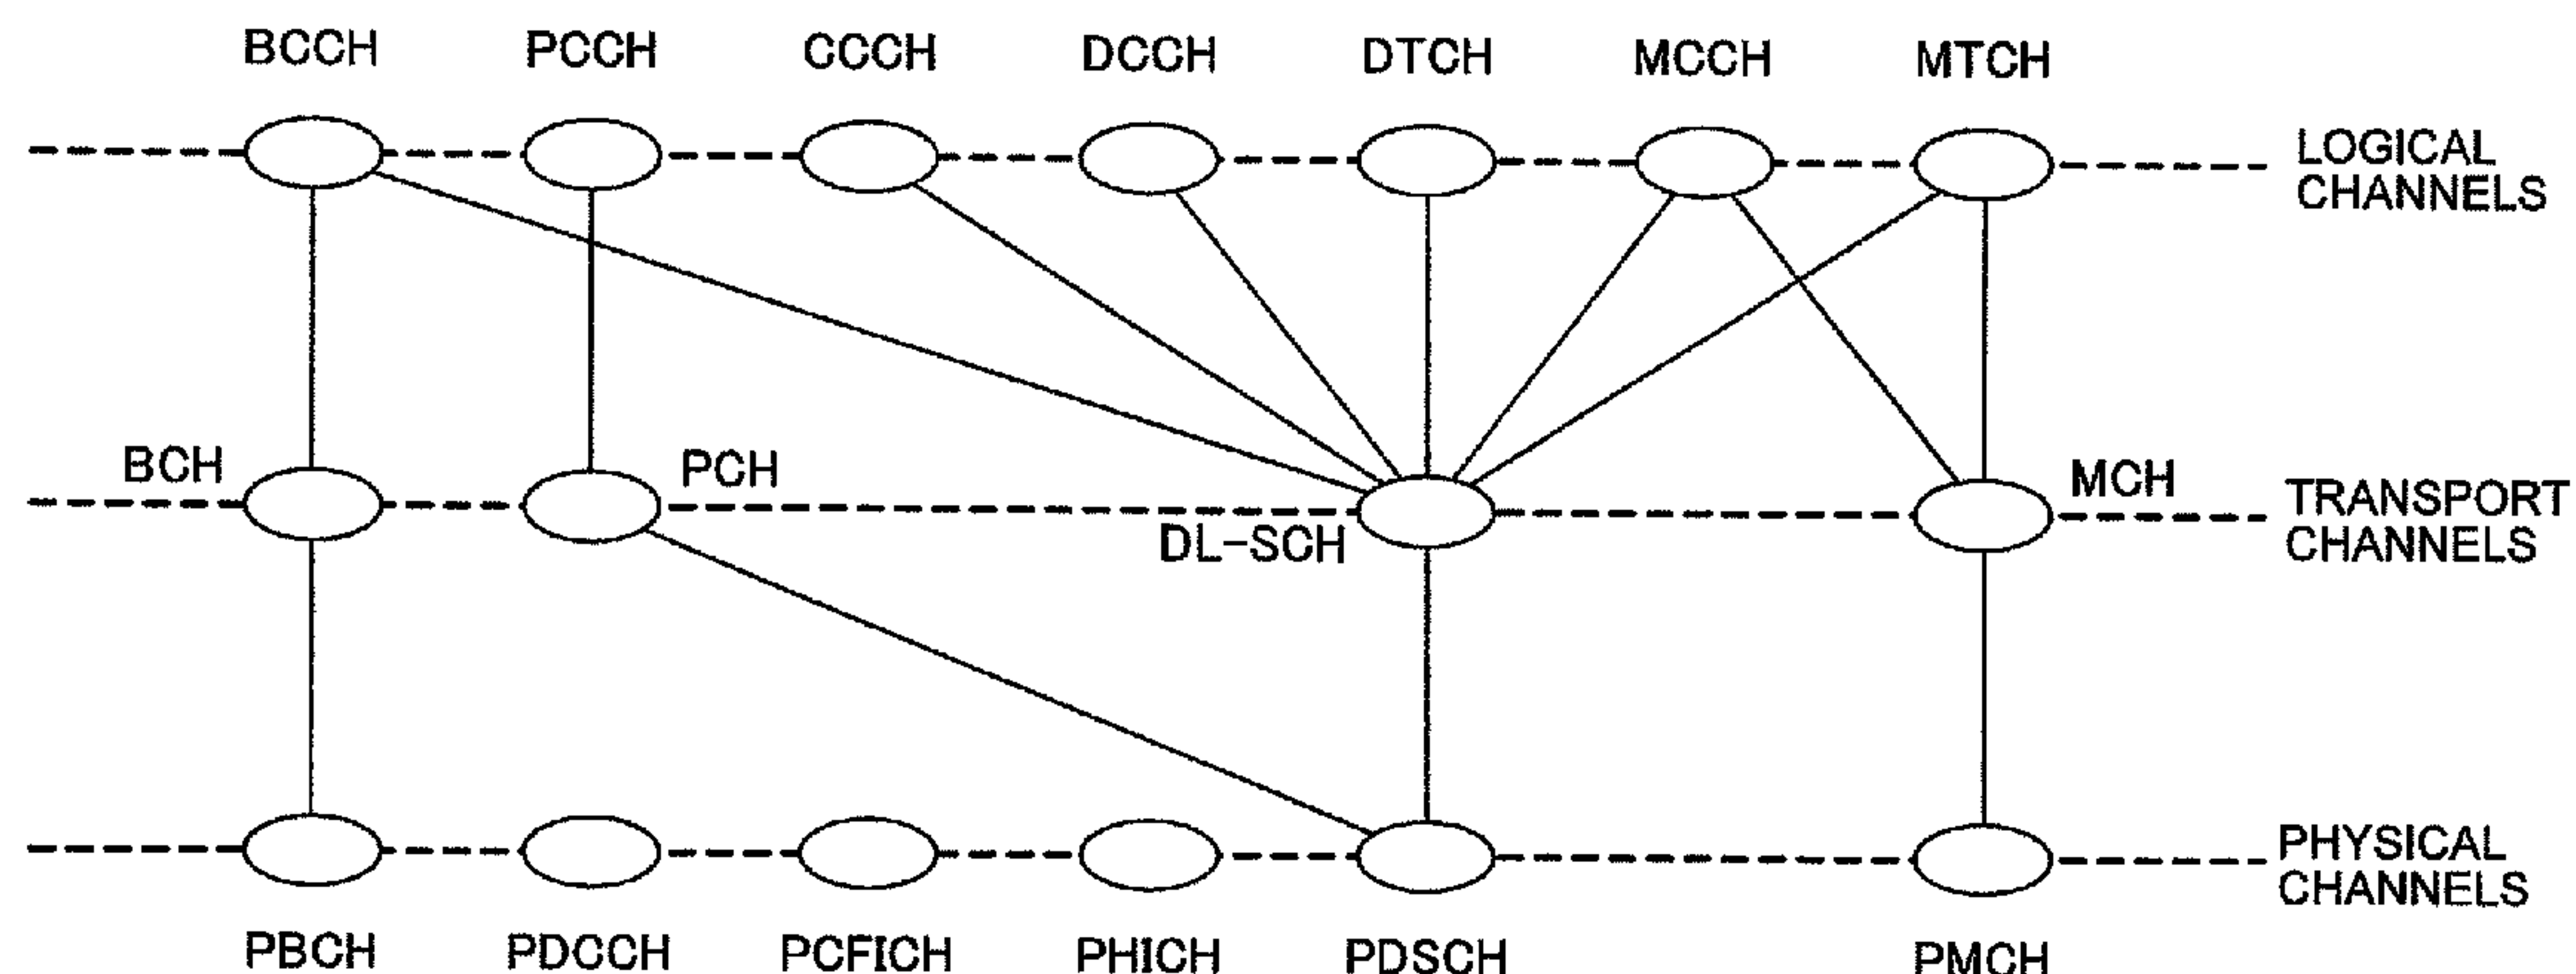 BCCH PCCH CCCH DCCH DTCH MCCH MTCH
LOGICAL
CHANNELS
BCH PCH DL-SCH MCH
TRANSPORT
CHANNELS
PHYSICAL
CHANNELS
PBCH PDCCH PCFICH PHICH PDSCH PMCH